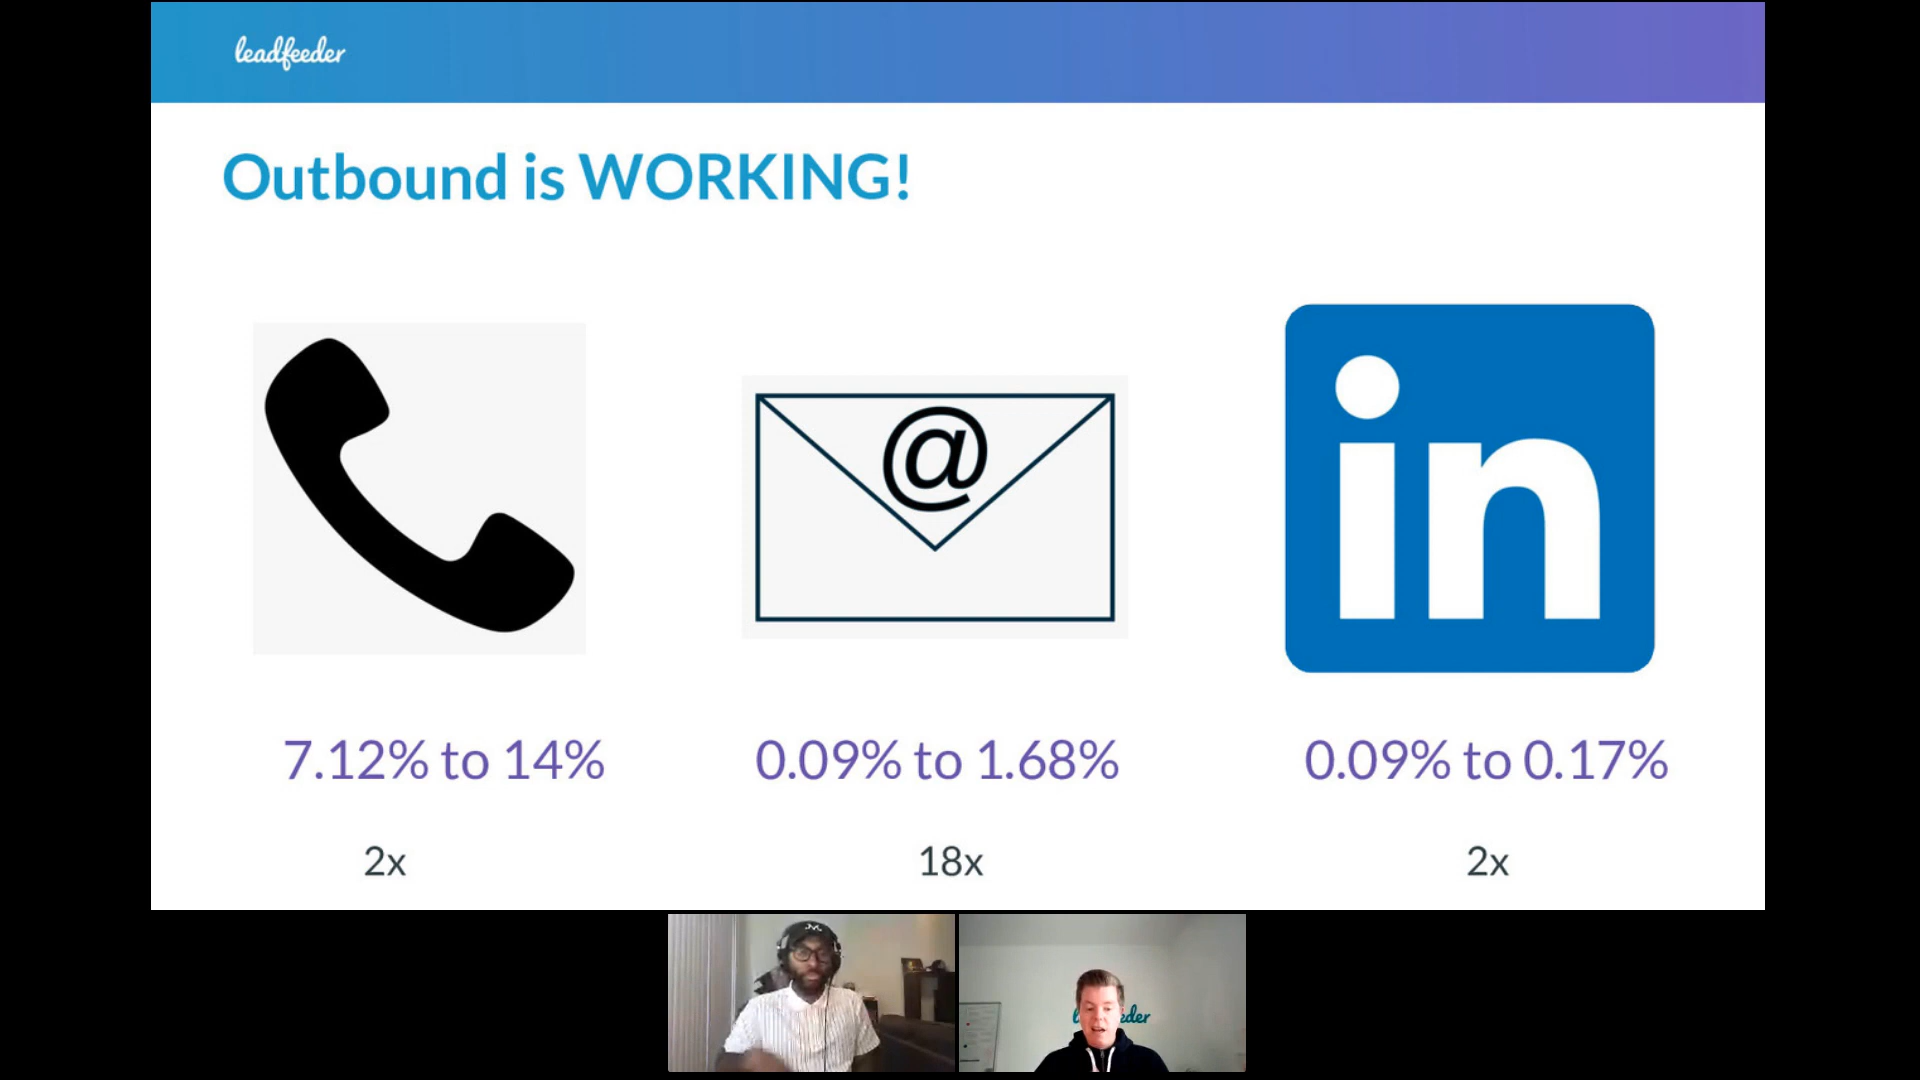 leadfeeder
Outbound is WORKING!
@
in
7.12% to 14%
0.09% to 1.68%
0.09% to 0.17%
2x
18x
2x